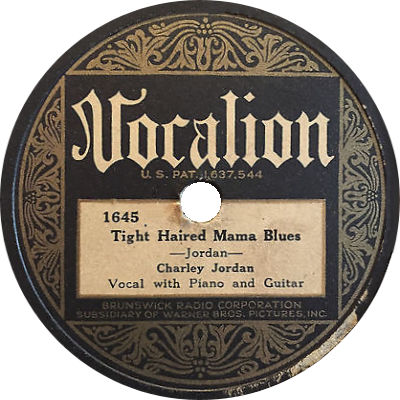 Vocalion
U.S. PAT. 1,637,544
1645
Tight Haired Mama Blues
—Jordan—
Charley Jordan
Vocal with Piano and Guitar
BRUNSWICK RADIO CORPORATION
SUBSIDIARY OF WARNER BROS. PICTURES, INC.